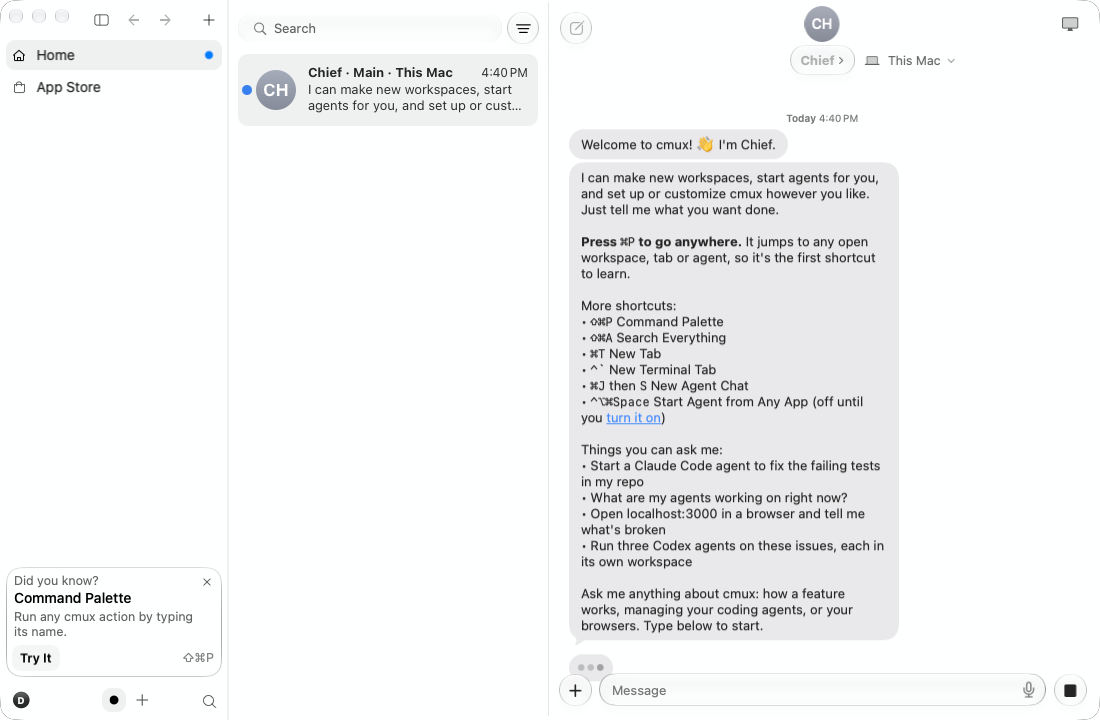 Home
App Store
Did you know?
Command Palette
Run any cmux action by typing
its name.
Try It
⇧⌘P
D
Search
CH
Chief · Main · This Mac
4:40 PM
I can make new workspaces, start
agents for you, and set up or cust...
CH
Chief ›
This Mac
Today 4:40 PM
Welcome to cmux! 👋 I'm Chief.
I can make new workspaces, start agents for you,
and set up or customize cmux however you like.
Just tell me what you want done.
Press ⌘P to go anywhere. It jumps to any open
workspace, tab or agent, so it's the first shortcut
to learn.
More shortcuts:
• ⇧⌘P Command Palette
• ⇧⌘A Search Everything
• ⌘T New Tab
• ^` New Terminal Tab
• ⌘J then S New Agent Chat
• ^⌥⌘Space Start Agent from Any App (off until
you turn it on)
Things you can ask me:
• Start a Claude Code agent to fix the failing tests
in my repo
• What are my agents working on right now?
• Open localhost:3000 in a browser and tell me
what's broken
• Run three Codex agents on these issues, each in
its own workspace
Ask me anything about cmux: how a feature
works, managing your coding agents, or your
browsers. Type below to start.
Message